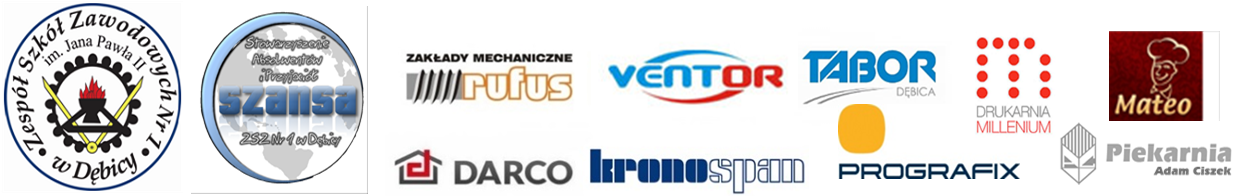 Zespół Szkół Zawodowych Nr 1
im. Jana Pawła II
w Dębicy
Stowarzyszenie
Absolwentów
i Przyjaciół
szansa
ZSZ Nr 1 w Dębicy
ZAKŁADY MECHANICZNE
rufus
VENTOR
TABOR
DĘBICA
DRUKARNIA
MILLENIUM
Mateo
DARCO
kronospan
PROGRAFIX
Piekarnia
Adam Ciszek